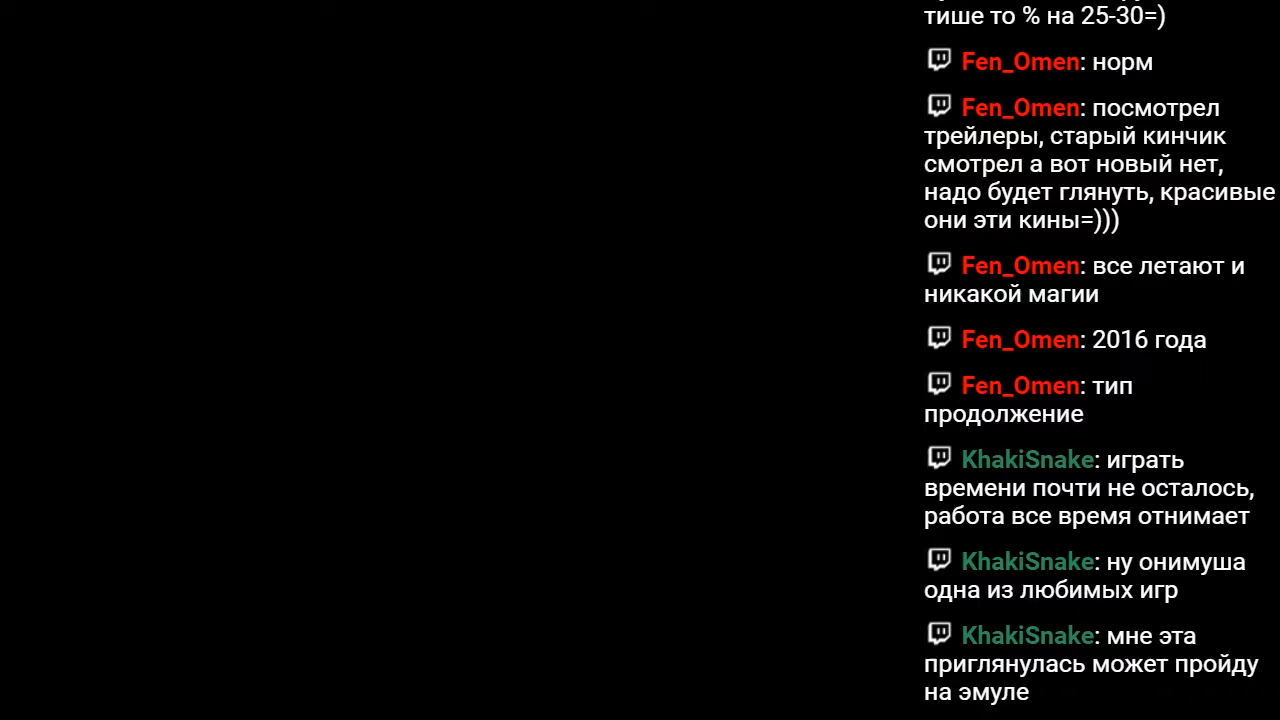 тише то % на 25-30=)
Fen_Omen: норм
Fen_Omen: посмотрел
трейлеры, старый кинчик
смотрел а вот новый нет,
надо будет глянуть, красивые
они эти кины=)))
Fen_Omen: все летают и
никакой магии
Fen_Omen: 2016 года
Fen_Omen: тип
продолжение
KhakiSnake: играть
времени почти не осталось,
работа все время отнимает
KhakiSnake: ну онимуша
одна из любимых игр
KhakiSnake: мне эта
приглянулась может пройду
на эмуле